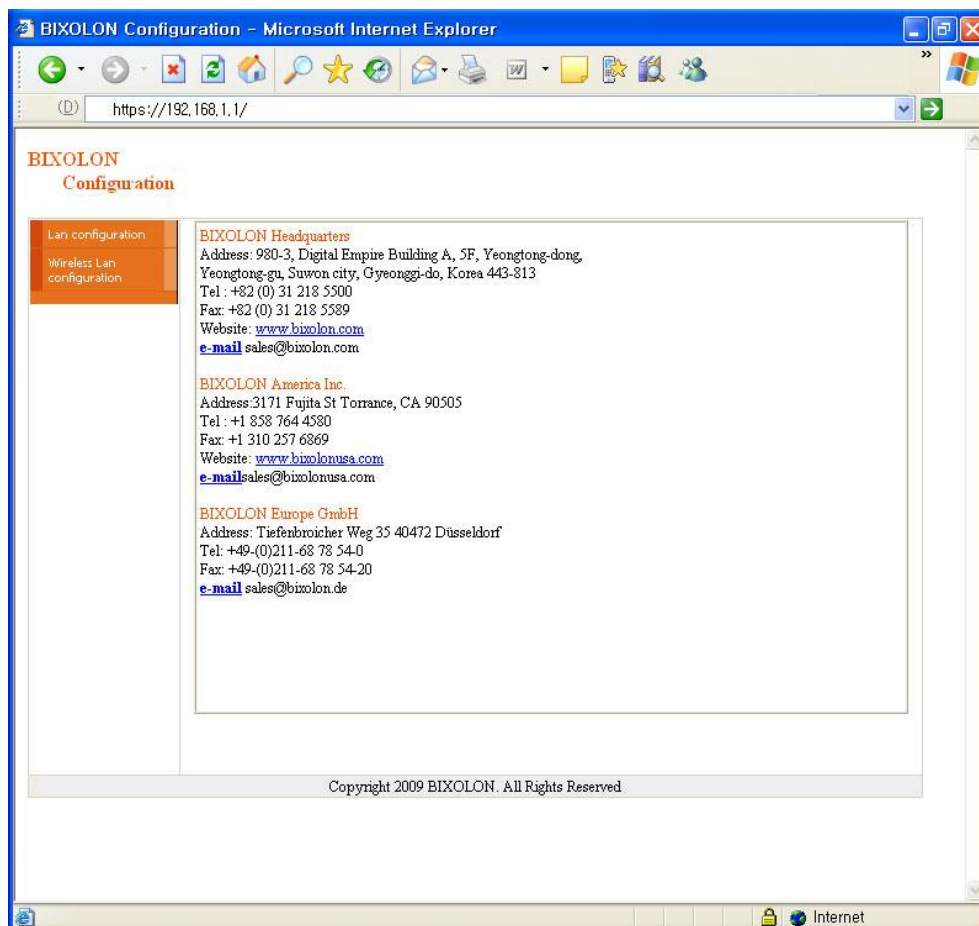 BIXOLON Configuration - Microsoft Internet Explorer
W
»
(D) https://192.168.1.1/
BIXOLON
Configuration
Lan configuration
Wireless Lan
configuration
BIXOLON Headquarters
Address: 980-3, Digital Empire Building A, 5F, Yeongtong-dong,
Yeongtong-gu, Suwon city, Gyeonggi-do, Korea 443-813
Tel : +82 (0) 31 218 5500
Fax: +82 (0) 31 218 5589
Website: www.bixolon.com
e-mail sales@bixolon.com
BIXOLON America Inc.
Address:3171 Fujita St Torrance, CA 90505
Tel : +1 858 764 4580
Fax: +1 310 257 6869
Website: www.bixolonusa.com
e-mailsales@bixolonusa.com
BIXOLON Europe GmbH
Address: Tiefenbroicher Weg 35 40472 Düsseldorf
Tel: +49-(0)211-68 78 54-0
Fax: +49-(0)211-68 78 54-20
e-mail sales@bixolon.de
Copyright 2009 BIXOLON. All Rights Reserved
Internet